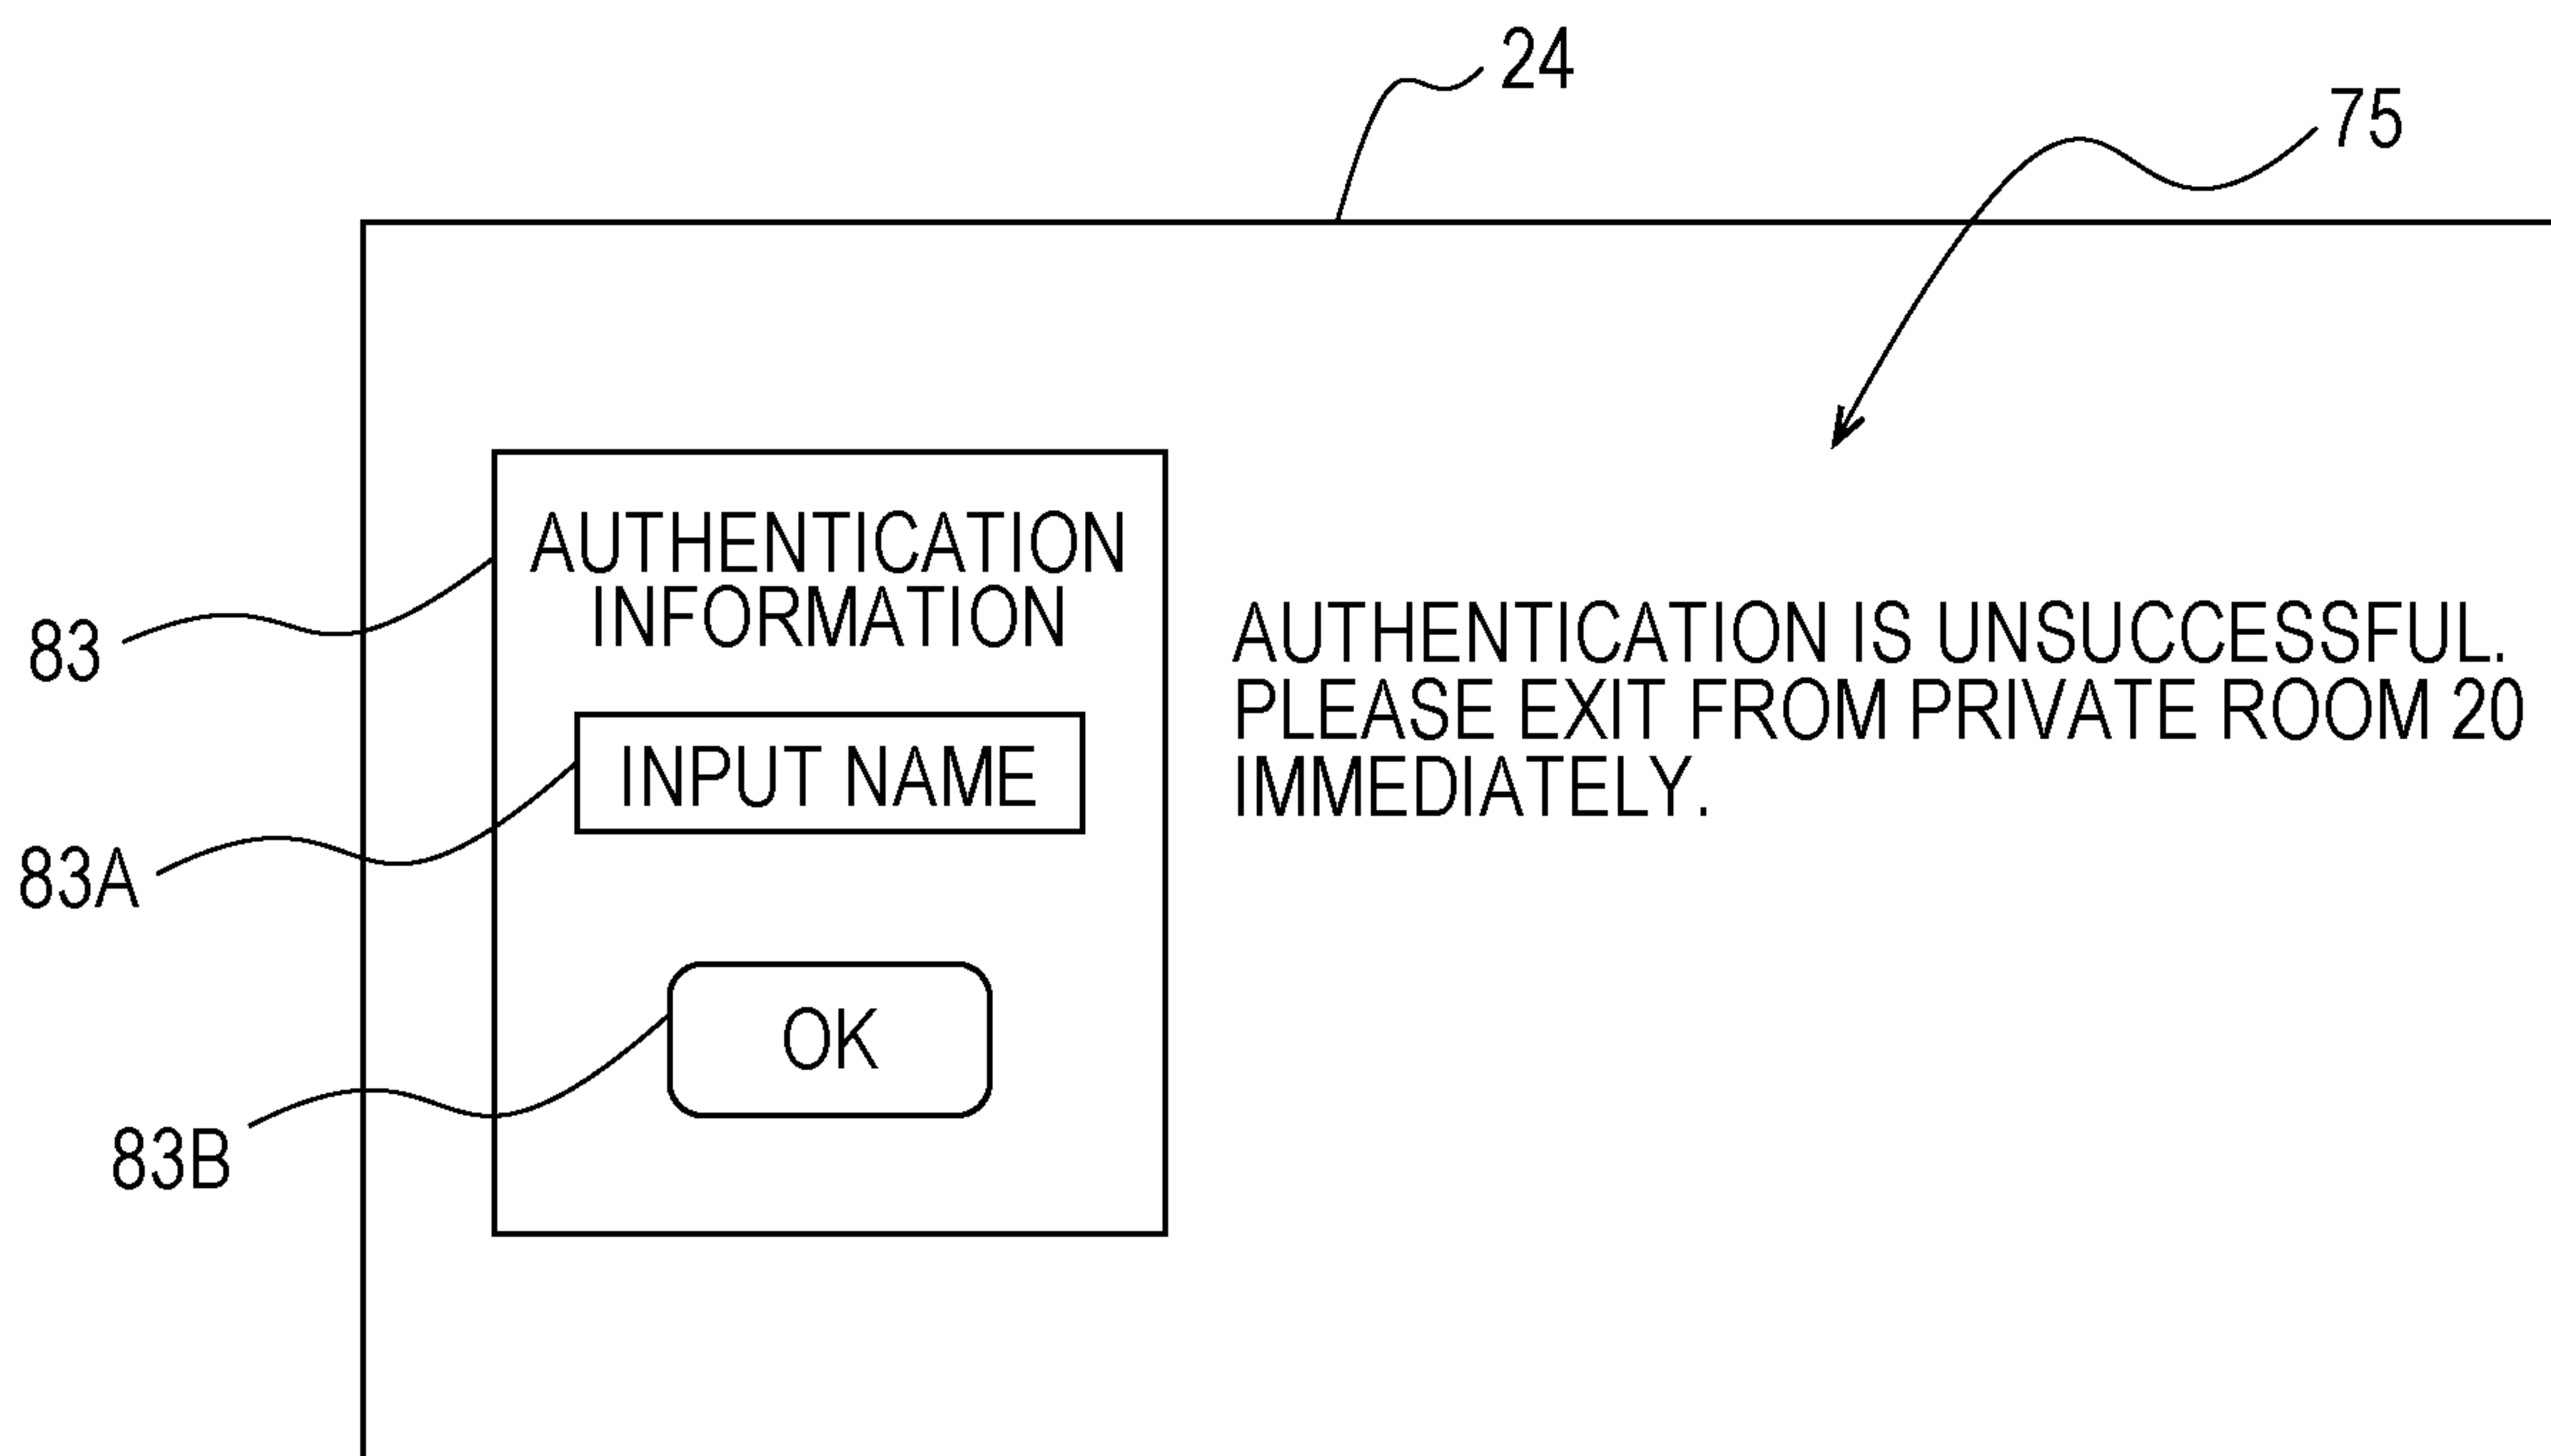 24
75
AUTHENTICATION
INFORMATION
83
AUTHENTICATION IS UNSUCCESSFUL.
PLEASE EXIT FROM PRIVATE ROOM 20
IMMEDIATELY.
INPUT NAME
83A
OK
83B